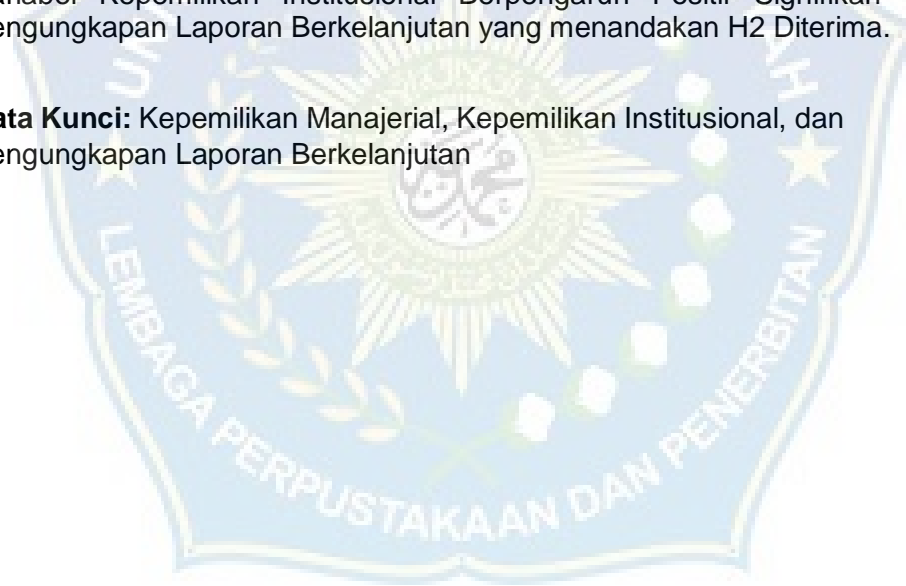 Kepemilikan Institusional Berpengaruh Positif Signifikan
engungkapan Laporan Berkelanjutan yang menandakan H2 Diterima.
ata Kunci: Kepemilikan Manajerial, Kepemilikan Institusional, dan
engungkapan Laporan Berkelanjutan
LEMBAGA PERPUSTAKAAN DAN PENERBITAN